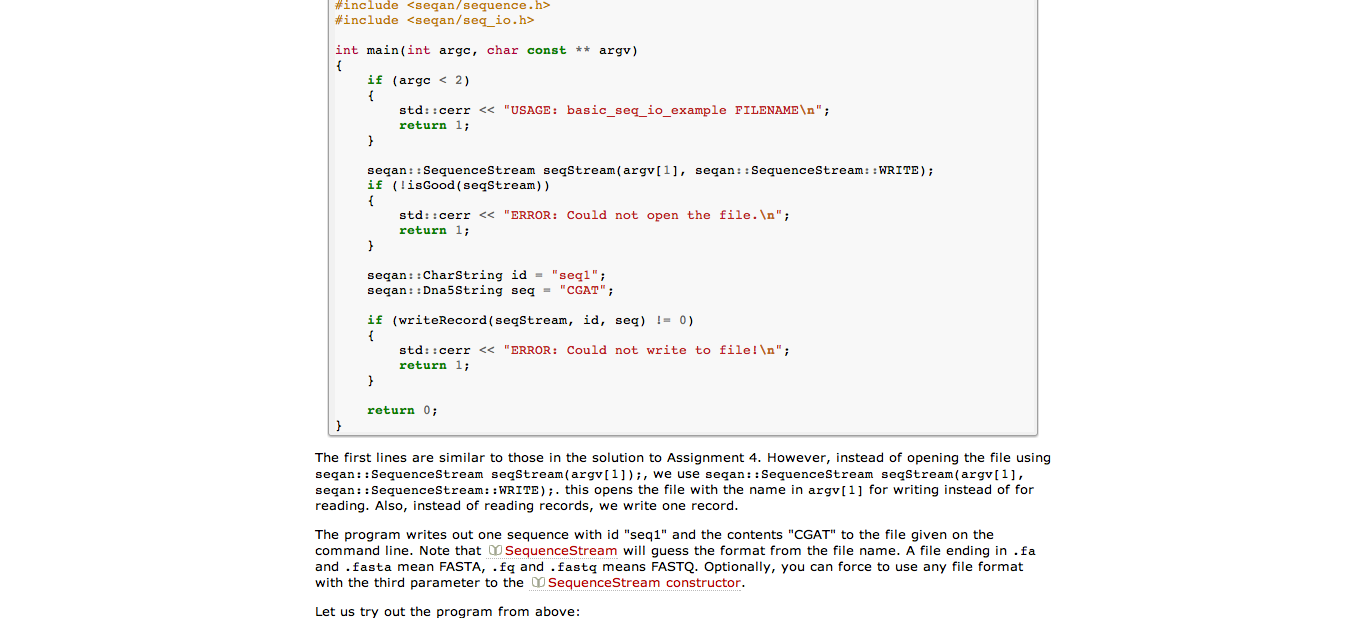 #include <seqan/sequence.h>
#include <seqan/seq_io.h>
int main(int argc, char const ** argv)
{
    if (argc < 2)
    {
        std::cerr << "USAGE: basic_seq_io_example FILENAME\n";
        return 1;
    }
    seqan::SequenceStream seqStream(argv[1], seqan::SequenceStream::WRITE);
    if (!isGood(seqStream))
    {
        std::cerr << "ERROR: Could not open the file.\n";
        return 1;
    }
    seqan::CharString id = "seq1";
    seqan::Dna5String seq = "CGAT";
    if (writeRecord(seqStream, id, seq) != 0)
    {
        std::cerr << "ERROR: Could not write to file!\n";
        return 1;
    }
    return 0;
}
The first lines are similar to those in the solution to Assignment 4. However, instead of opening the file using
seqan::SequenceStream seqStream(argv[1]);, we use seqan::SequenceStream seqStream(argv[1],
seqan::SequenceStream::WRITE);. this opens the file with the name in argv[1] for writing instead of for
reading. Also, instead of reading records, we write one record.
The program writes out one sequence with id "seq1" and the contents "CGAT" to the file given on the
command line. Note that SequenceStream will guess the format from the file name. A file ending in .fa
and .fasta mean FASTA, .fq and .fastq means FASTQ. Optionally, you can force to use any file format
with the third parameter to the SequenceStream constructor.
Let us try out the program from above: